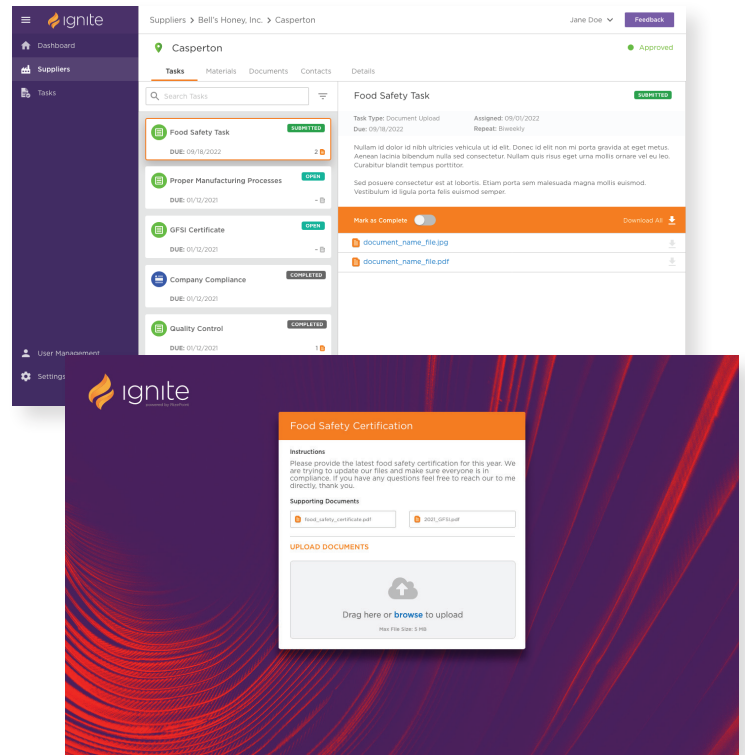 ignite
Suppliers > Bell's Honey, Inc. > Casperton
Jane Doe
Feedback
Dashboard
Suppliers
Tasks
User Management
Settings
Casperton
Approved
Tasks Materials Documents Contacts Details
Search Tasks
Food Safety Task
SUBMITTED
DUE: 09/18/2022
2
Proper Manufacturing Processes
OPEN
DUE: 01/12/2021
–
GFSI Certificate
OPEN
DUE: 01/12/2021
–
Company Compliance
COMPLETED
DUE: 01/12/2021
Quality Control
COMPLETED
DUE: 01/12/2021
1
Food Safety Task
SUBMITTED
Task Type: Document Upload Assigned: 09/01/2022
Due: 09/18/2022 Repeat: Biweekly
Nullam id dolor id nibh ultricies vehicula ut id elit. Donec id elit non mi porta gravida at eget metus.
Aenean lacinia bibendum nulla sed consectetur. Nullam quis risus eget urna mollis ornare vel eu leo.
Curabitur blandit tempus porttitor.
Sed posuere consectetur est at lobortis. Etiam porta sem malesuada magna mollis euismod.
Vestibulum id ligula porta felis euismod semper.
Mark as Complete
Download All
document_name_file.jpg
document_name_file.pdf
ignite
Food Safety Certification
Instructions
Please provide the latest food safety certification for this year. We
are trying to update our files and make sure everyone is in
compliance. If you have any questions feel free to reach our to me
directly, thank you.
Supporting Documents
food_safety_certificate.pdf
2021_GFSI.pdf
UPLOAD DOCUMENTS
Drag here or browse to upload
Max File Size: 5 MB